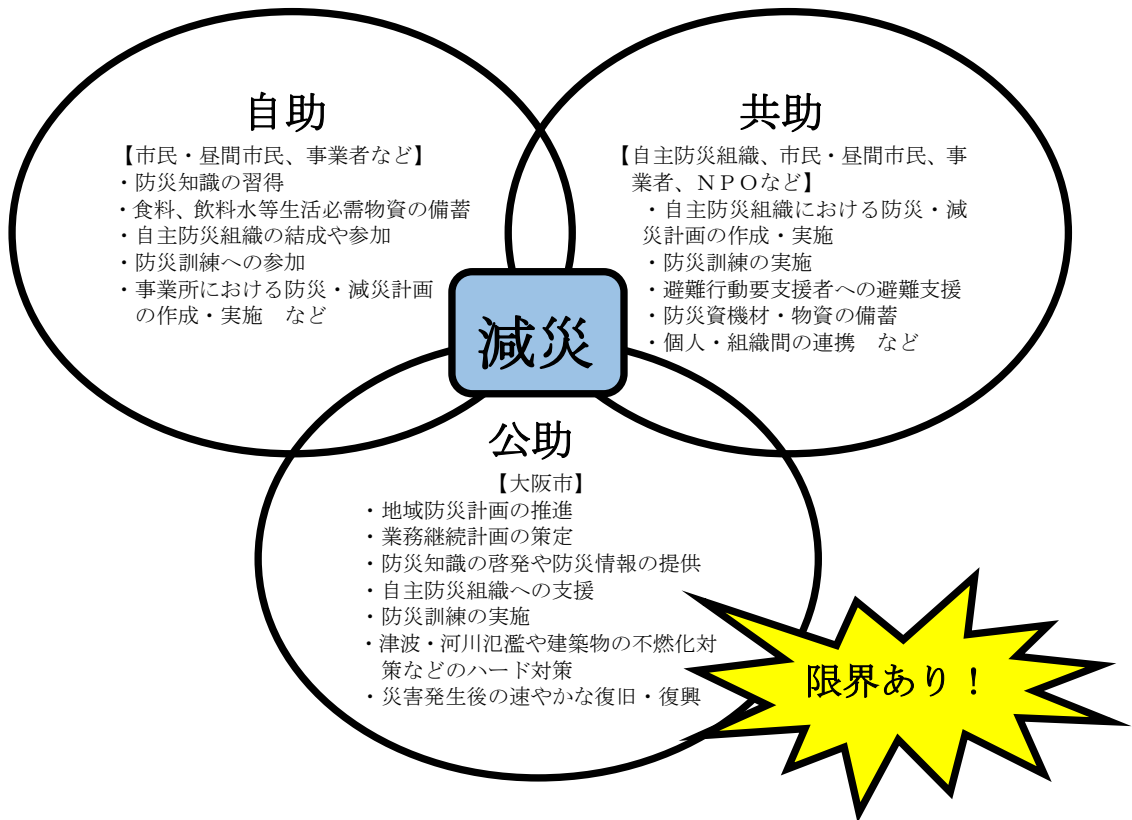 自助
【市民・昼間市民、事業者など】
・防災知識の習得
・食料、飲料水等生活必需物資の備蓄
・自主防災組織の結成や参加
・防災訓練への参加
・事業所における防災・減災計画
の作成・実施　など
共助
【自主防災組織、市民・昼間市民、事
業者、ＮＰＯなど】
・自主防災組織における防災・減
災計画の作成・実施
・防災訓練の実施
・避難行動要支援者への避難支援
・防災資機材・物資の備蓄
・個人・組織間の連携　など
減災
公助
【大阪市】
・地域防災計画の推進
・業務継続計画の策定
・防災知識の啓発や防災情報の提供
・自主防災組織への支援
・防災訓練の実施
・津波・河川氾濫や建築物の不燃化対
策などのハード対策
・災害発生後の速やかな復旧・復興
限界あり！